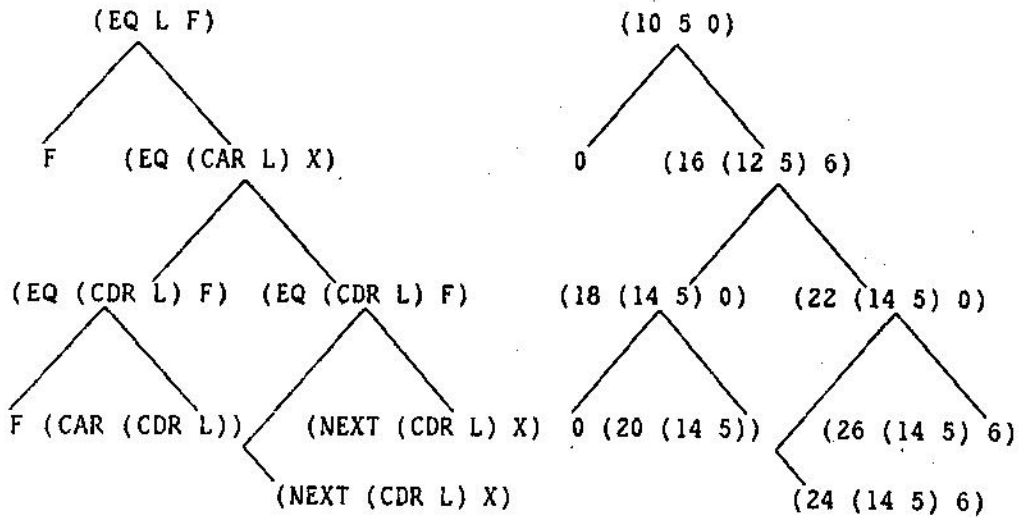 (EQ L F) (10 5 0)
F (EQ (CAR L) X) 0 (16 (12 5) 6)
(EQ (CDR L) F) (EQ (CDR L) F) (18 (14 5) 0) (22 (14 5) 0)
F (CAR (CDR L)) (NEXT (CDR L) X) 0 (20 (14 5)) (26 (14 5) 6)
(NEXT (CDR L) X) (24 (14 5) 6)